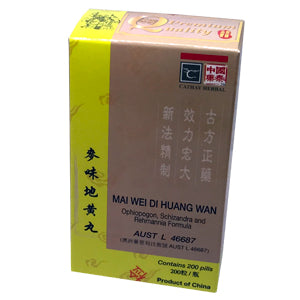 Premium
Quality
中國
CATHAY HERBAL
古方正藥
效力宏大
新法精制
麥味地黃丸
MAI WEI DI HUANG WAN
Ophiopogon, Schizandra and
Rehmannia Formula
AUST L 46687
Contains 200 pills
200粒/瓶
Product of China